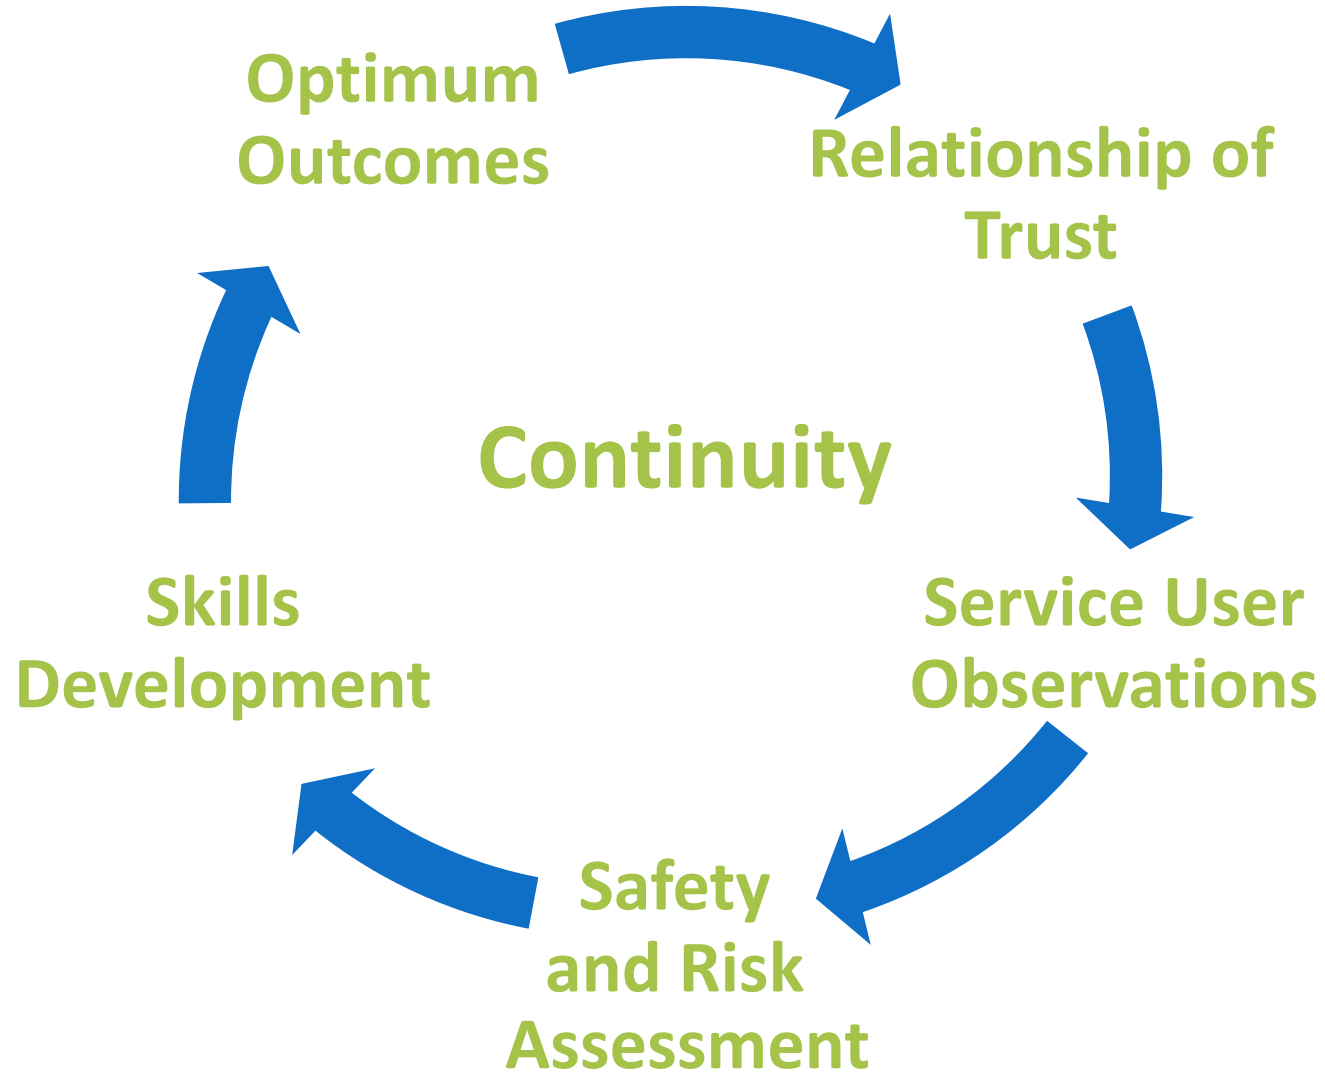 Optimum
Outcomes
Relationship of
Trust
Continuity
Skills
Development
Service User
Observations
Safety
and Risk
Assessment